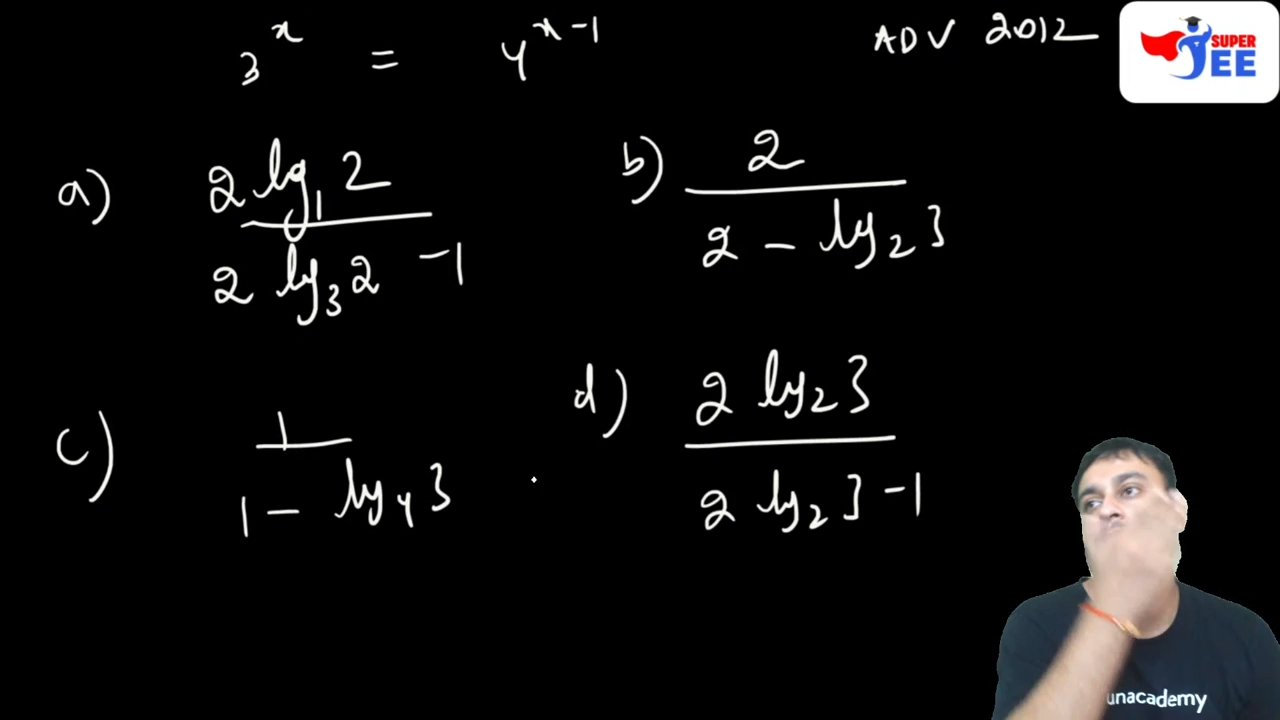 3^x = 4^{x-1} ADV 2012
SUPER
JEE
a) 2 log_1 2 / 2 log_3 2 -1
b) 2 / 2 - log_2 3
c) 1 / 1 - log_4 3
d) 2 log_2 3 / 2 log_2 3 -1
unacademy